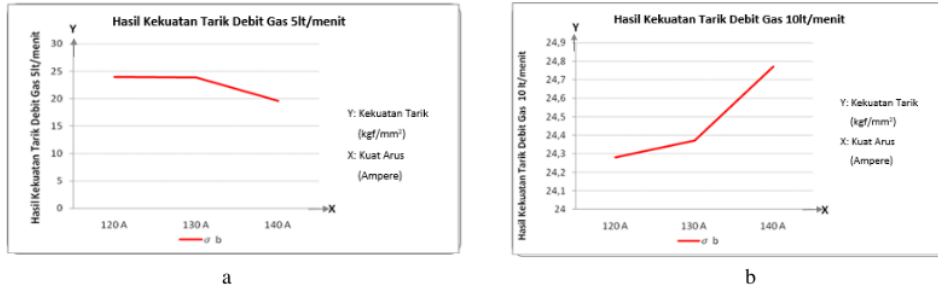 Hasil Kekuatan Tarik Debit Gas 5lt/menit
Y
Hasil Kekuatan Tarik Debit Gas 5lt/menit
30
25
20
15
10
5
0
120 A 130 A 140 A
X
σ b
Y: Kekuatan Tarik
(kgf/mm²)
X: Kuat Arus
(Ampere)
a
Hasil Kekuatan Tarik Debit Gas 10lt/menit
Y
Hasil Kekuatan Tarik Debit Gas 10 lt/menit
24,9
24,8
24,7
24,6
24,5
24,4
24,3
24,2
24,1
24
120 A 130 A 140 A
X
σ b
Y: Kekuatan Tarik
(kgf/mm²)
X: Kuat Arus
(Ampere)
b